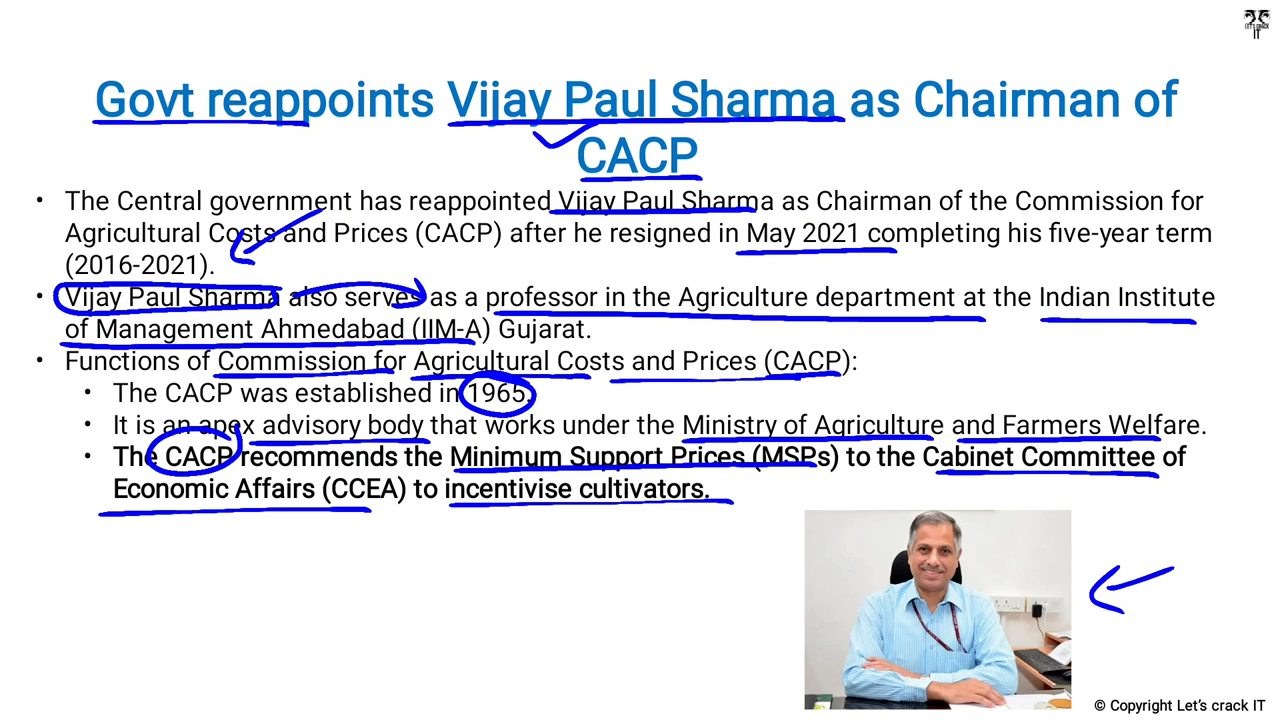 LET'S CRACK
IT
Govt reappoints Vijay Paul Sharma as Chairman of
CACP
• The Central government has reappointed Vijay Paul Sharma as Chairman of the Commission for
Agricultural Costs and Prices (CACP) after he resigned in May 2021 completing his five-year term
(2016-2021).
• Vijay Paul Sharma also serves as a professor in the Agriculture department at the Indian Institute
of Management Ahmedabad (IIM-A) Gujarat.
• Functions of Commission for Agricultural Costs and Prices (CACP):
• The CACP was established in 1965.
• It is an apex advisory body that works under the Ministry of Agriculture and Farmers Welfare.
• The CACP recommends the Minimum Support Prices (MSPs) to the Cabinet Committee of
Economic Affairs (CCEA) to incentivise cultivators.
© Copyright Let's crack IT